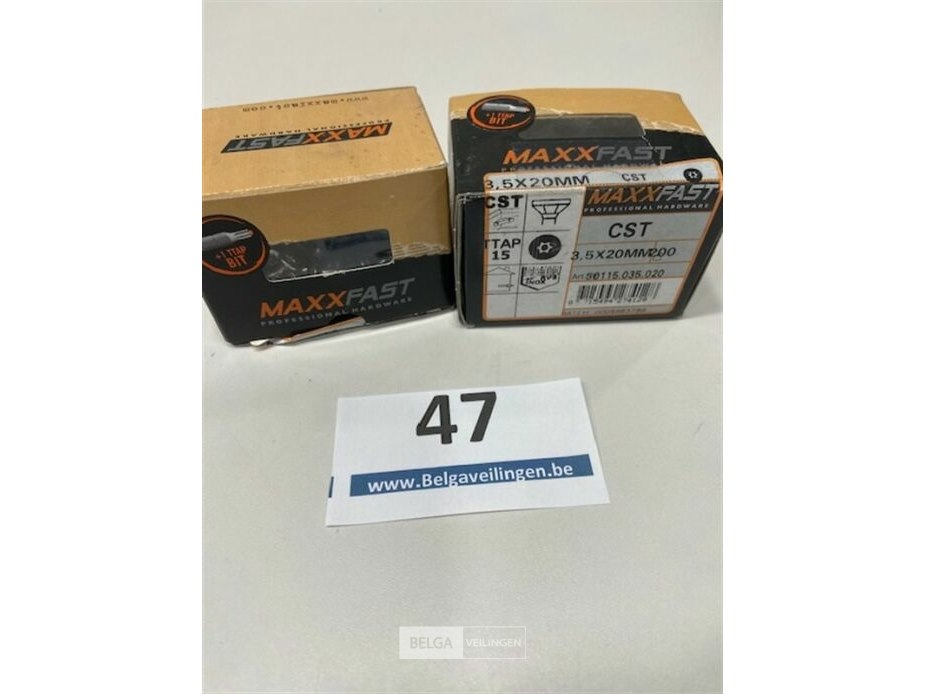 www.maxxfast.com
MAXXFAST
PROFESSIONAL HARDWARE
+1 TTAP
BIT
MAXXFAST
PROFESSIONAL HARDWARE
+1 TTAP
BIT
MAXXFAST
3,5X20MM CST
MAXXFAST
PROFESSIONAL HARDWARE
CST
CST
TTAP
15
3,5X20MM 200
INOX
47
www.Belgaveilingen.be
BELGA VEILINGEN